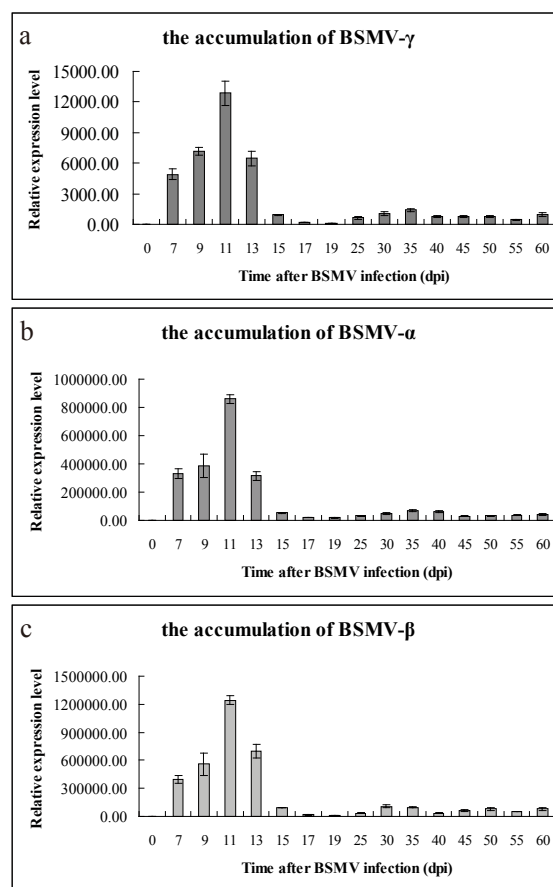 a
the accumulation of BSMV-γ
Relative expression level
15000.00
12000.00
9000.00
6000.00
3000.00
0.00
0 7 9 11 13 15 17 19 25 30 35 40 45 50 55 60
Time after BSMV infection (dpi)
b
the accumulation of BSMV-α
Relative expression level
1000000.00
800000.00
600000.00
400000.00
200000.00
0.00
0 7 9 11 13 15 17 19 25 30 35 40 45 50 55 60
Time after BSMV infection (dpi)
c
the accumulation of BSMV-β
Relative expression level
1500000.00
1200000.00
900000.00
600000.00
300000.00
0.00
0 7 9 11 13 15 17 19 25 30 35 40 45 50 55 60
Time after BSMV infection (dpi)